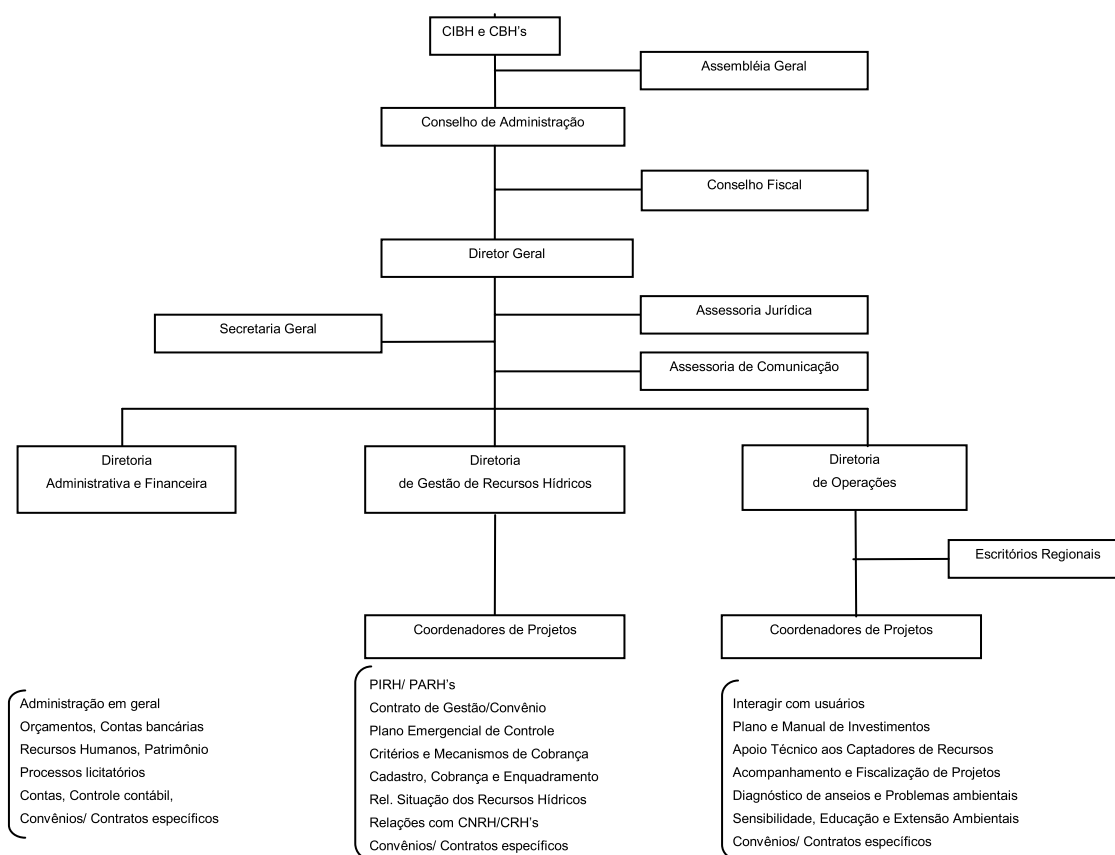 CIBH e CBH's
Assembléia Geral
Conselho de Administração
Conselho Fiscal
Diretor Geral
Assessoria Jurídica
Secretaria Geral
Assessoria de Comunicação
Diretoria
Administrativa e Financeira
Diretoria
de Gestão de Recursos Hídricos
Diretoria
de Operações
Escritórios Regionais
Coordenadores de Projetos
Coordenadores de Projetos
Administração em geral
Orçamentos, Contas bancárias
Recursos Humanos, Patrimônio
Processos licitatórios
Contas, Controle contábil,
Convênios/ Contratos específicos
PIRH/ PARH's
Contrato de Gestão/Convênio
Plano Emergencial de Controle
Critérios e Mecanismos de Cobrança
Cadastro, Cobrança e Enquadramento
Rel. Situação dos Recursos Hídricos
Relações com CNRH/CRH's
Convênios/ Contratos específicos
Interagir com usuários
Plano e Manual de Investimentos
Apoio Técnico aos Captadores de Recursos
Acompanhamento e Fiscalização de Projetos
Diagnóstico de anseios e Problemas ambientais
Sensibilidade, Educação e Extensão Ambientais
Convênios/ Contratos específicos